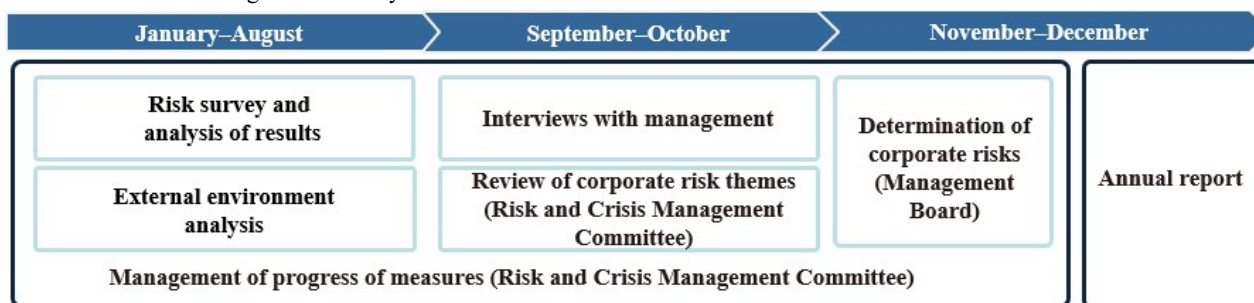 January–August
September–October
November–December
Risk survey and
analysis of results
External environment
analysis
Interviews with management
Review of corporate risk themes
(Risk and Crisis Management
Committee)
Determination of
corporate risks
(Management
Board)
Annual report
Management of progress of measures (Risk and Crisis Management Committee)